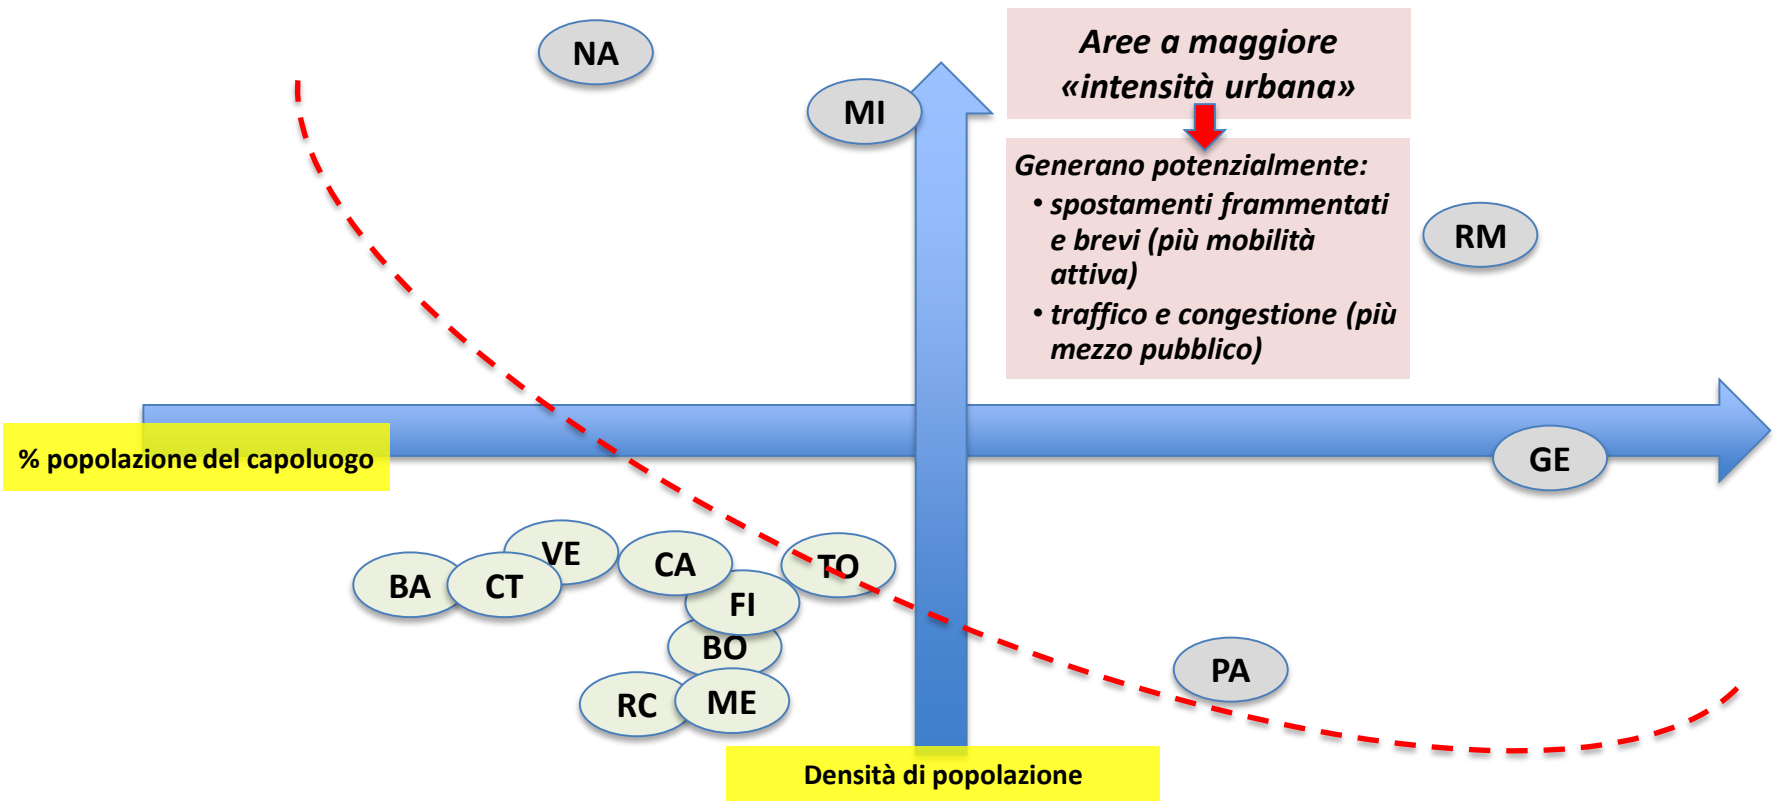 NA
MI
Aree a maggiore
«intensità urbana»
Generano potenzialmente:
• spostamenti frammentati
e brevi (più mobilità
attiva)
• traffico e congestione (più
mezzo pubblico)
RM
% popolazione del capoluogo
GE
VE
CA
TO
BA
CT
FI
BO
PA
RC
ME
Densità di popolazione